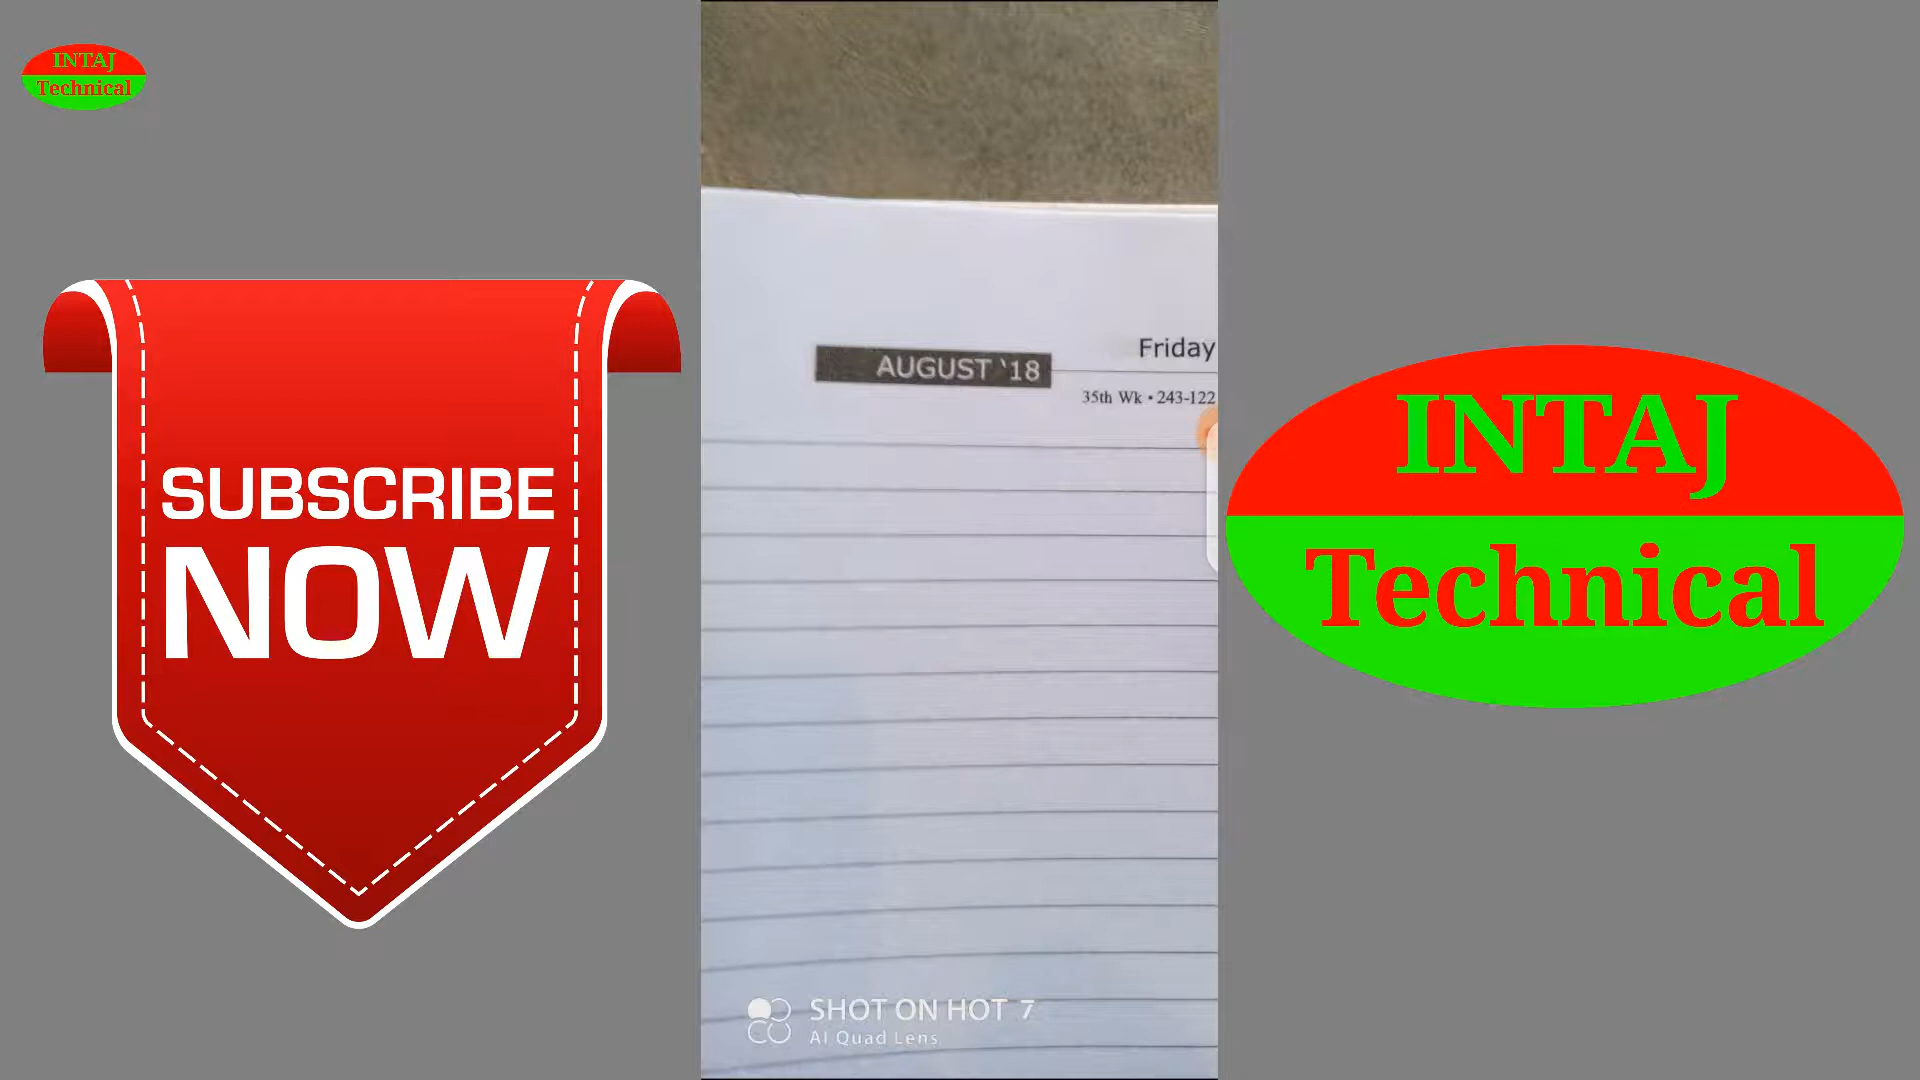 INTAJ
Technical
SUBSCRIBE
NOW
Friday
AUGUST '18
35th Wk • 243-122
INTAJ
Technical
SHOT ON HOT 7
AI Quad Lens